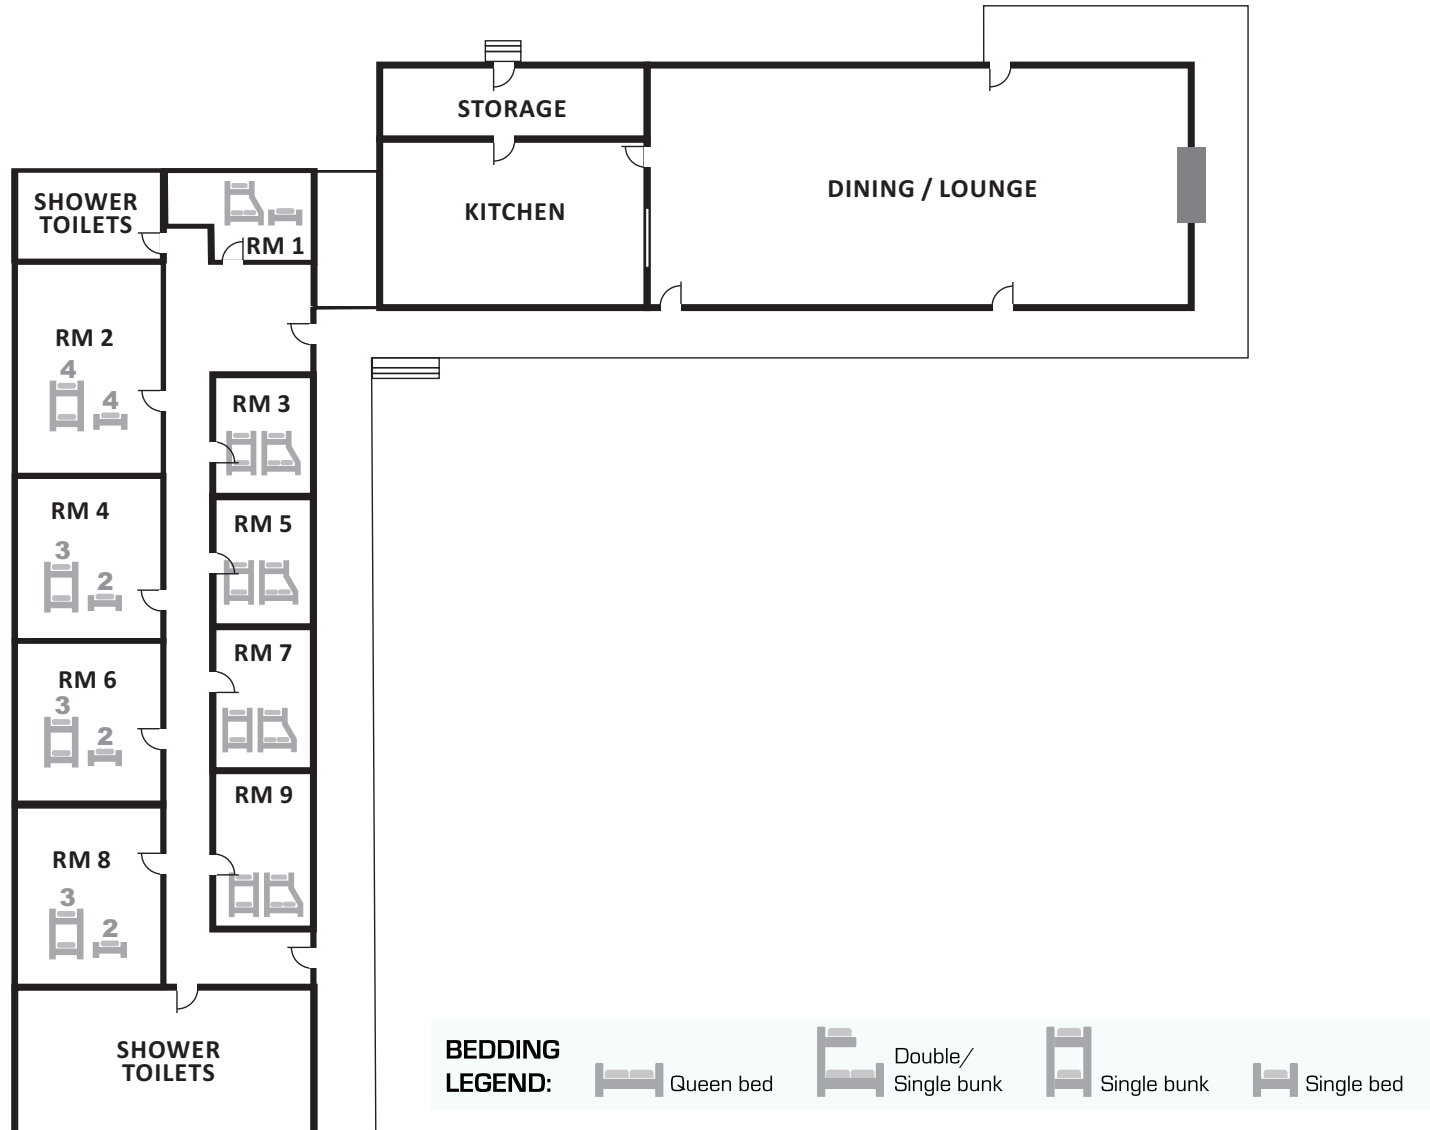 STORAGE
SHOWER
TOILETS
RM 1
KITCHEN
DINING / LOUNGE
RM 2
4
4
RM 3
RM 4
3
2
RM 5
RM 6
3
2
RM 7
RM 8
3
2
RM 9
SHOWER
TOILETS
BEDDING
LEGEND:
Queen bed
Double/
Single bunk
Single bunk
Single bed